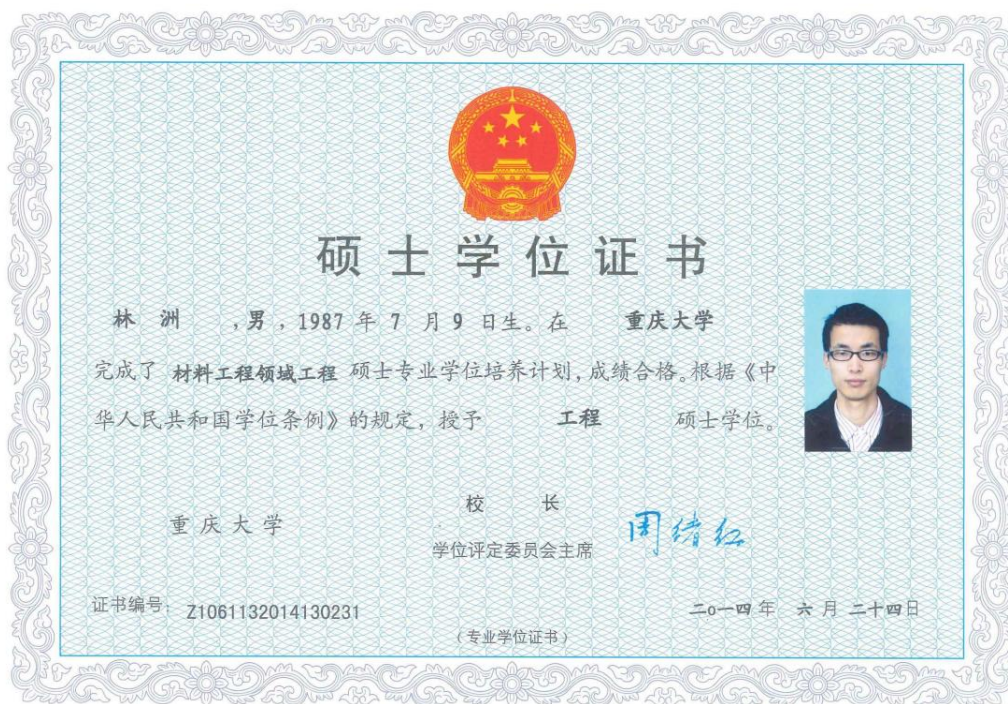 硕士学位证书
林 洲 ,男,1987 年 7 月 9 日生。在 重庆大学
完成了 材料工程领域工程 硕士专业学位培养计划,成绩合格。根据《中
华人民共和国学位条例》的规定,授予 工程 硕士学位。
重庆大学
校 长
学位评定委员会主席
周绪红
证书编号: Z1061132014130231
二o一四年 六月 二十四日
(专业学位证书)